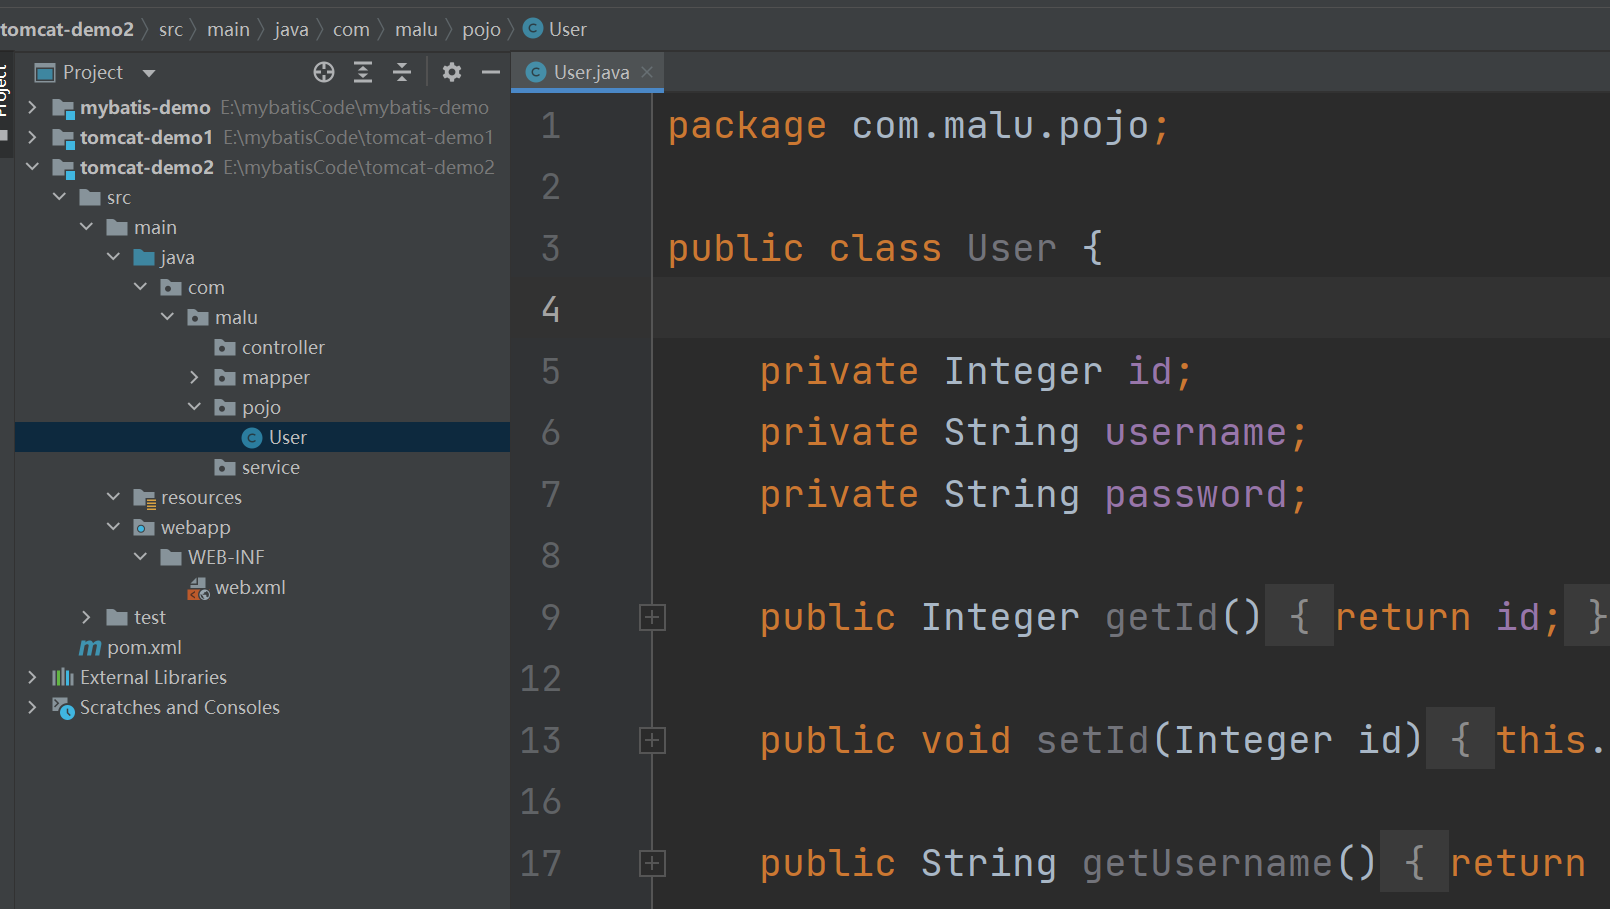 tomcat-demo2 src main java com malu pojo User
Project
Project
User.java
mybatis-demo E:\mybatisCode\mybatis-demo
tomcat-demo1 E:\mybatisCode\tomcat-demo1
tomcat-demo2 E:\mybatisCode\tomcat-demo2
src
main
java
com
malu
controller
mapper
pojo
User
service
resources
webapp
WEB-INF
web.xml
test
pom.xml
External Libraries
Scratches and Consoles
1 package com.malu.pojo;
2
3 public class User {
4
5 private Integer id;
6 private String username;
7 private String password;
8
9 public Integer getId() { return id; }
12
13 public void setId(Integer id) { this.
16
17 public String getUsername() { return